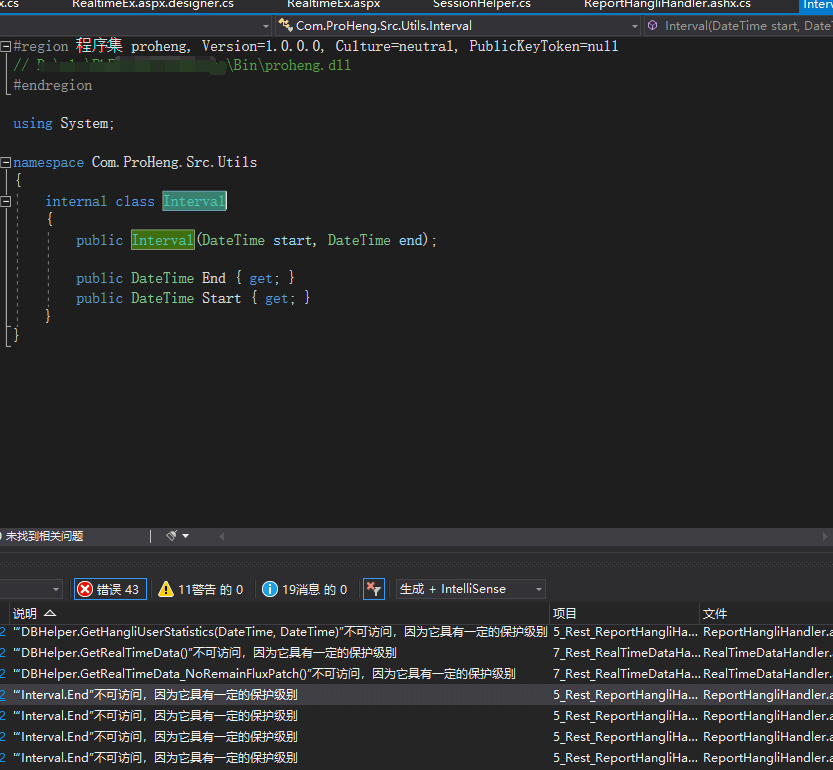 x.cs RealtimeEx.aspx.designer.cs RealtimeEx.aspx SessionHelper.cs ReportHangliHandler.ashx.cs Interv
Com.ProHeng.Src.Utils.Interval Interval(DateTime start, DateT
#region 程序集 proheng, Version=1.0.0.0, Culture=neutral, PublicKeyToken=null
// \Bin\proheng.dll
#endregion
using System;
namespace Com.ProHeng.Src.Utils
{
internal class Interval
{
public Interval(DateTime start, DateTime end);
public DateTime End { get; }
public DateTime Start { get; }
}
}
未找到相关问题
错误 43 11警告 的 0 19消息 的 0 生成 + IntelliSense
说明 项目 文件
“"DBHelper.GetHangliUserStatistics(DateTime, DateTime)”不可访问，因为它具有一定的保护级别 5_Rest_ReportHangliHa... ReportHangliHandler.a
“"DBHelper.GetRealTimeData()”不可访问，因为它具有一定的保护级别 7_Rest_RealTimeDataHa... RealTimeDataHandler.a
“"DBHelper.GetRealTimeData_NoRemainFluxPatch()”不可访问，因为它具有一定的保护级别 7_Rest_RealTimeDataHa... RealTimeDataHandler.a
“"Interval.End”不可访问，因为它具有一定的保护级别 5_Rest_ReportHangliHa... ReportHangliHandler.a
“"Interval.End”不可访问，因为它具有一定的保护级别 5_Rest_ReportHangliHa... ReportHangliHandler.a
“"Interval.End”不可访问，因为它具有一定的保护级别 5_Rest_ReportHangliHa... ReportHangliHandler.a
“"Interval.End”不可访问，因为它具有一定的保护级别 5_Rest_ReportHangliHa... ReportHangliHandler.a